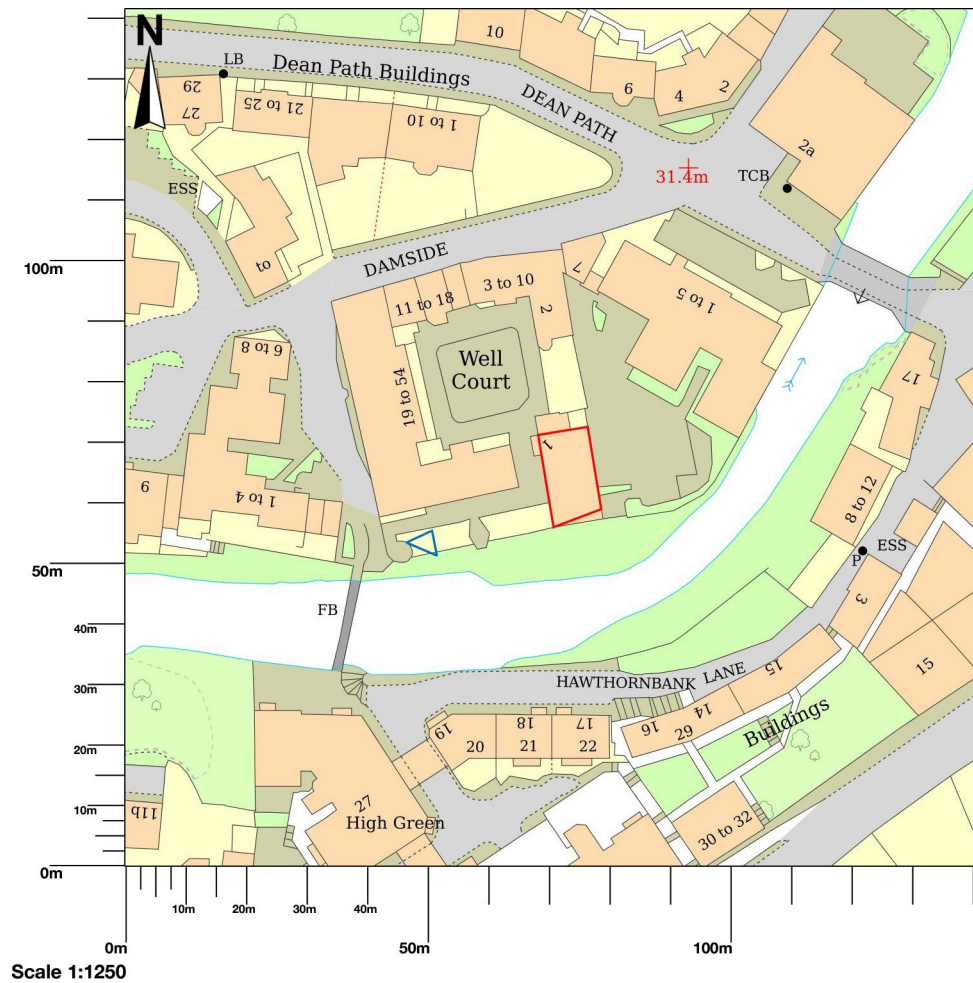 N
LB
Dean Path Buildings
10
29
27
21 to 25
1 to 10
6
4
2
DEAN PATH
2a
31.4m
TCB
ESS
to
DAMSIDE
100m
11 to 18
3 to 10
7
2
1 to 5
6 to 8
19 to 54
Well
Court
17
1
9
1 to 4
8 to 12
50m
ESS
P
FB
3
40m
30m
HAWTHORNBANK LANE
15
15
19
18
17
16
14
29
20
21
22
Buildings
20m
10m
11b
27
High Green
30 to 32
0m
10m
20m
30m
40m
0m
50m
100m
Scale 1:1250